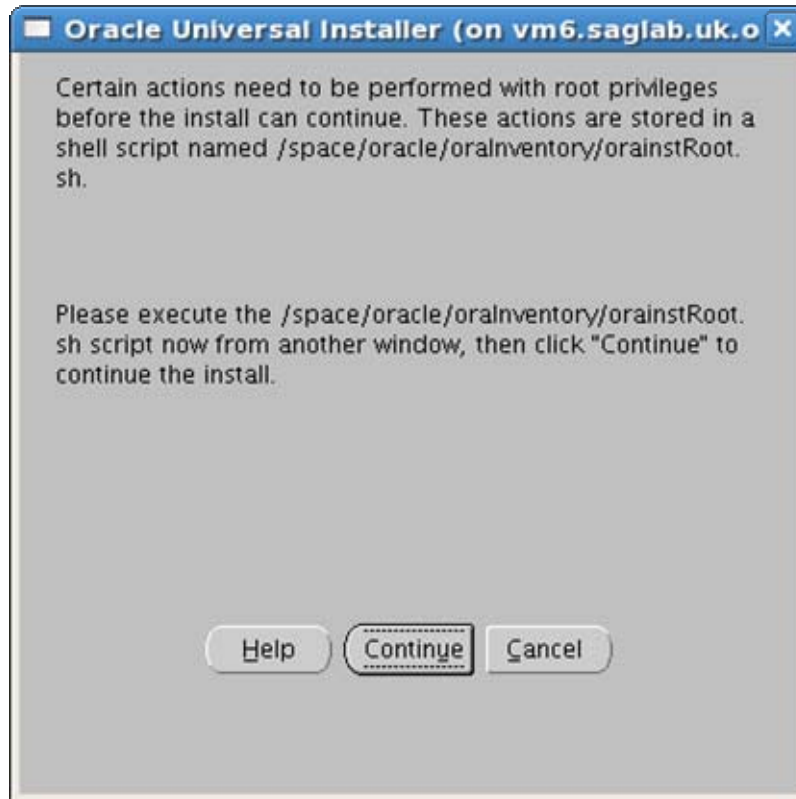 Oracle Universal Installer (on vm6.saglab.uk.o
Certain actions need to be performed with root privileges
before the install can continue. These actions are stored in a
shell script named /space/oracle/oraInventory/orainstRoot.
sh.
Please execute the /space/oracle/oraInventory/orainstRoot.
sh script now from another window, then click "Continue" to
continue the install.
Help Continue Cancel